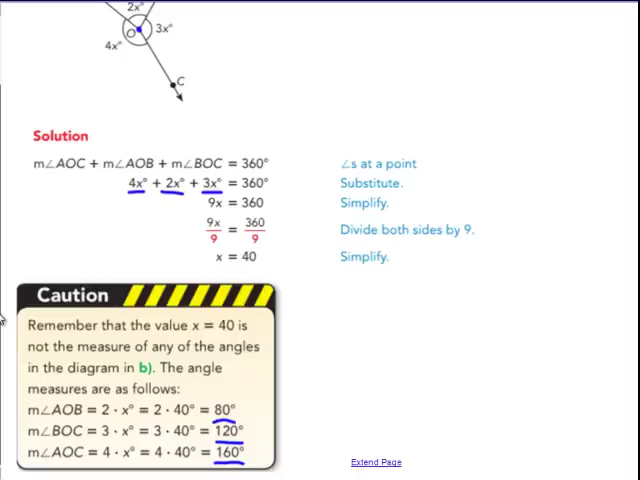 2x°
O
3x°
4x°
C
Solution
m∠AOC + m∠AOB + m∠BOC = 360° ∠s at a point
4x° + 2x° + 3x° = 360° Substitute.
9x = 360 Simplify.
9x/9 = 360/9 Divide both sides by 9.
x = 40 Simplify.
Caution
Remember that the value x = 40 is
not the measure of any of the angles
in the diagram in b). The angle
measures are as follows:
m∠AOB = 2 · x° = 2 · 40° = 80°
m∠BOC = 3 · x° = 3 · 40° = 120°
m∠AOC = 4 · x° = 4 · 40° = 160°
Extend Page